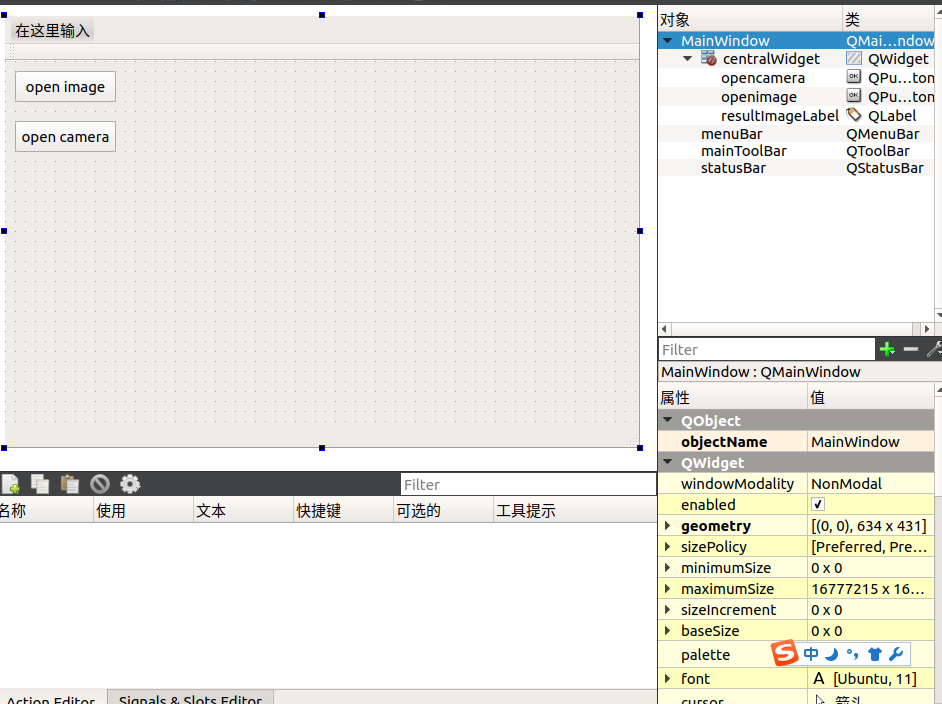 在这里输入
open image
open camera
对象 类
MainWindow QMai...ndow
centralWidget QWidget
opencamera QPu...ton
openimage QPu...ton
resultImageLabel QLabel
menuBar QMenuBar
mainToolBar QToolBar
statusBar QStatusBar
Filter
MainWindow : QMainWindow
属性 值
QObject
objectName MainWindow
QWidget
windowModality NonModal
enabled
geometry [(0, 0), 634 x 431]
sizePolicy [Preferred, Pre...
minimumSize 0 x 0
maximumSize 16777215 x 16...
sizeIncrement 0 x 0
baseSize 0 x 0
palette 中
font A [Ubuntu, 11]
cursor 箭头
Filter
名称 使用 文本 快捷键 可选的 工具提示
Action Editor Signals & Slots Editor